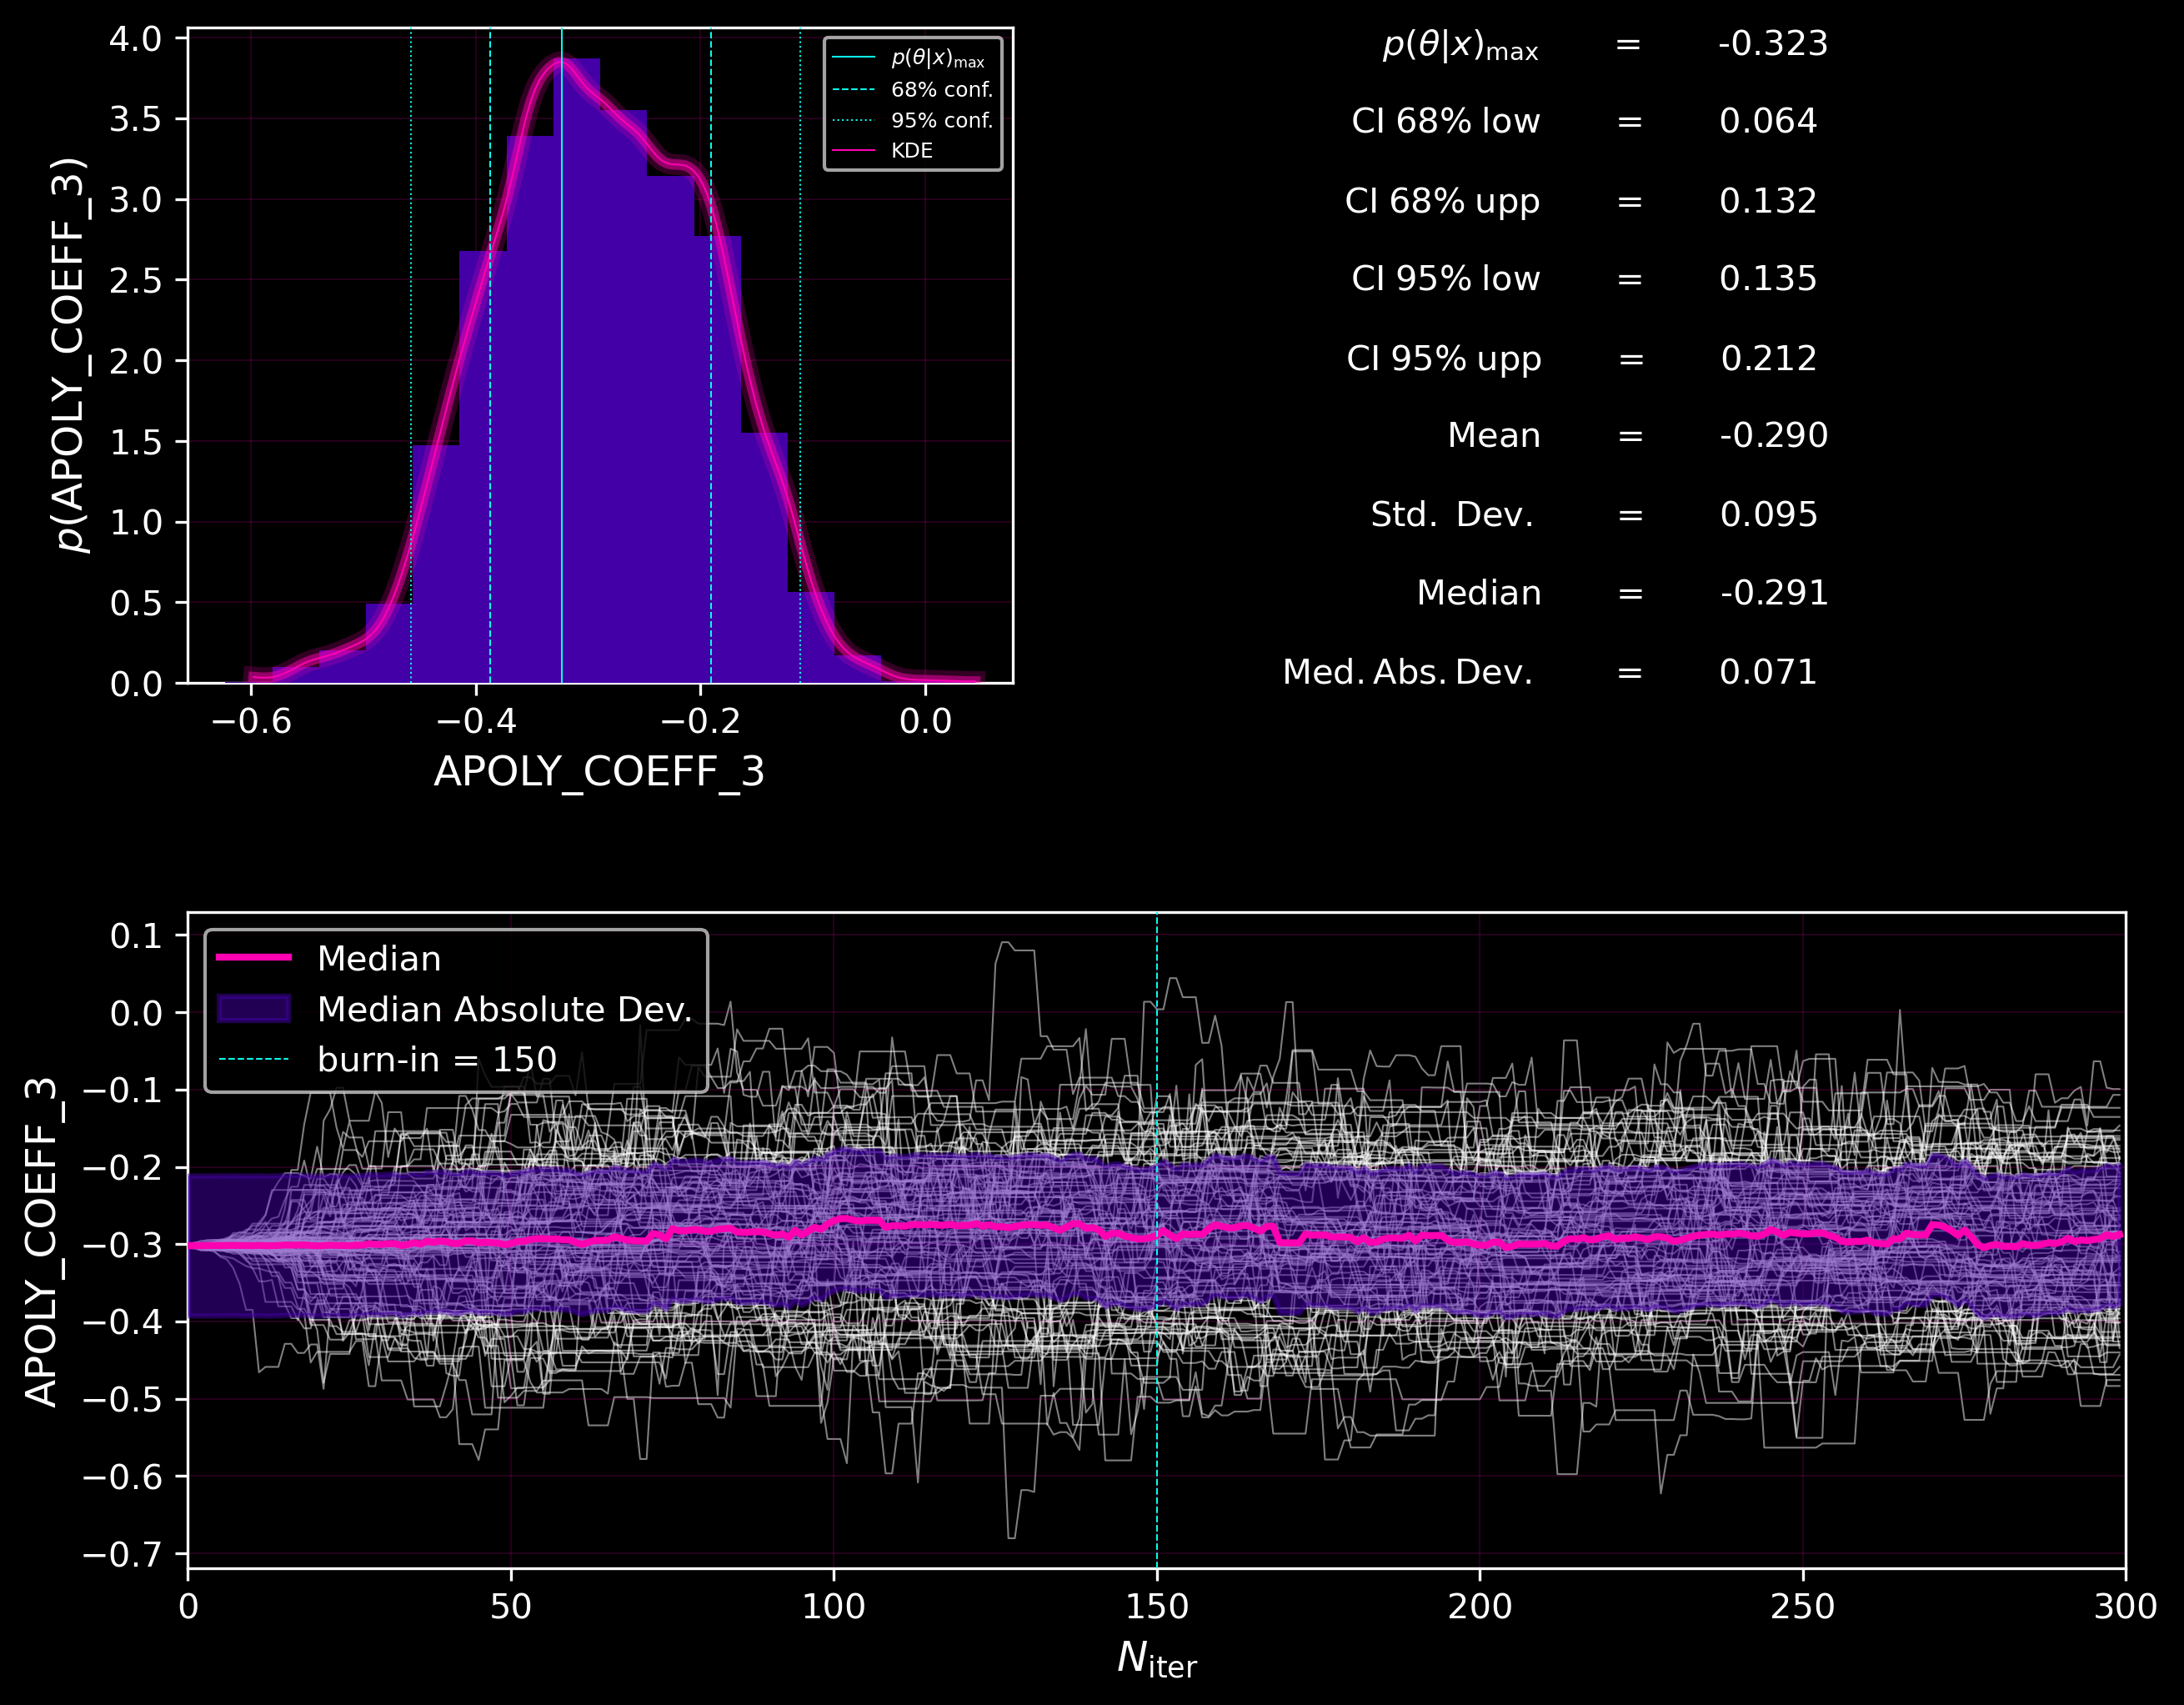 4.0
3.5
3.0
2.5
2.0
1.5
1.0
0.5
0.0
p(APOLY_COEFF_3)
−0.6 −0.4 −0.2 0.0
APOLY_COEFF_3
p(θ|x)max
68% conf.
95% conf.
KDE
p(θ|x)max = -0.323
CI 68% low = 0.064
CI 68% upp = 0.132
CI 95% low = 0.135
CI 95% upp = 0.212
Mean = -0.290
Std. Dev. = 0.095
Median = -0.291
Med. Abs. Dev. = 0.071
0.1
0.0
−0.1
−0.2
−0.3
−0.4
−0.5
−0.6
−0.7
APOLY_COEFF_3
Median
Median Absolute Dev.
burn-in = 150
0 50 100 150 200 250 300
Niter